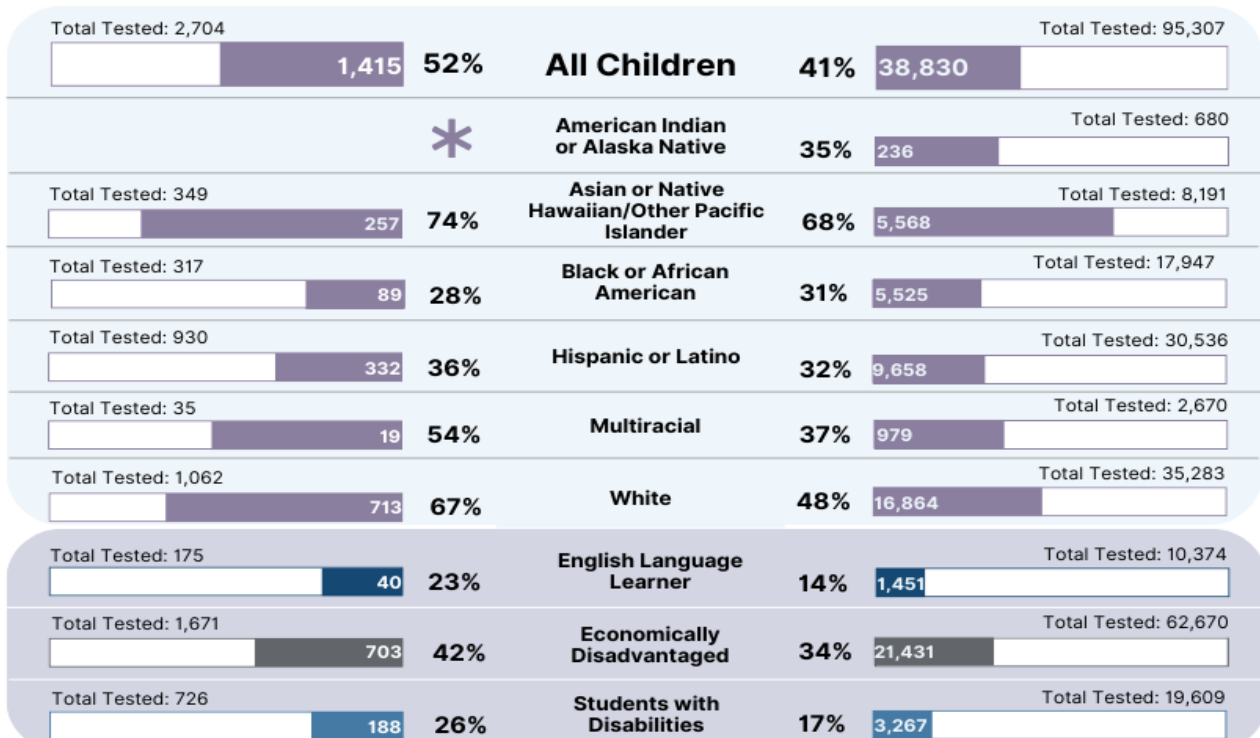 Total Tested: 2,704
Total Tested: 95,307
1,415 52% All Children 41% 38,830
Total Tested: 680
American Indian
or Alaska Native
* 35% 236
Total Tested: 349
Total Tested: 8,191
Asian or Native
Hawaiian/Other Pacific
Islander
257 74% 68% 5,568
Total Tested: 317
Total Tested: 17,947
Black or African
American
89 28% 31% 5,525
Total Tested: 930
Total Tested: 30,536
Hispanic or Latino
332 36% 32% 9,658
Total Tested: 35
Total Tested: 2,670
Multiracial
19 54% 37% 979
Total Tested: 1,062
Total Tested: 35,283
White
713 67% 48% 16,864
Total Tested: 175
Total Tested: 10,374
English Language
Learner
40 23% 14% 1,451
Total Tested: 1,671
Total Tested: 62,670
Economically
Disadvantaged
703 42% 34% 21,431
Total Tested: 726
Total Tested: 19,609
Students with
Disabilities
188 26% 17% 3,267